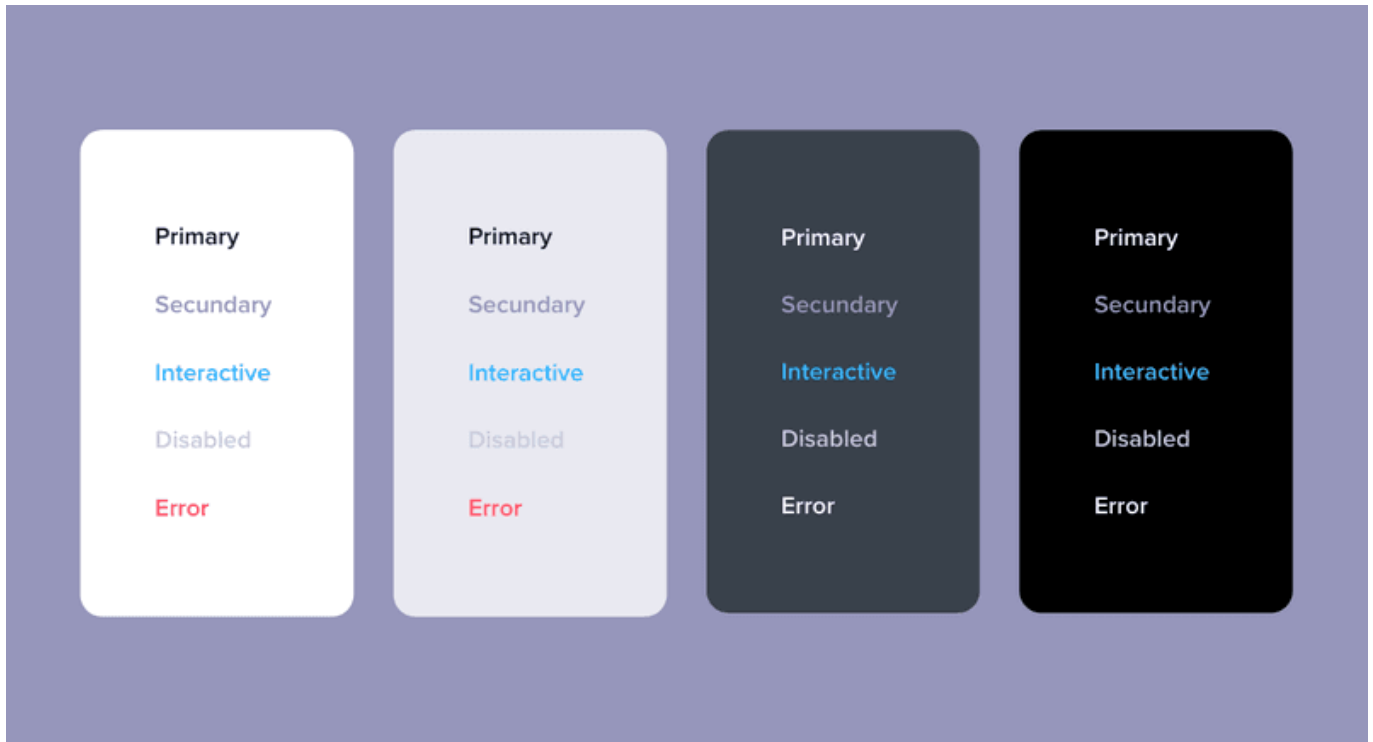 Primary
Secundary
Interactive
Disabled
Error
Primary
Secundary
Interactive
Disabled
Error
Primary
Secundary
Interactive
Disabled
Error
Primary
Secundary
Interactive
Disabled
Error